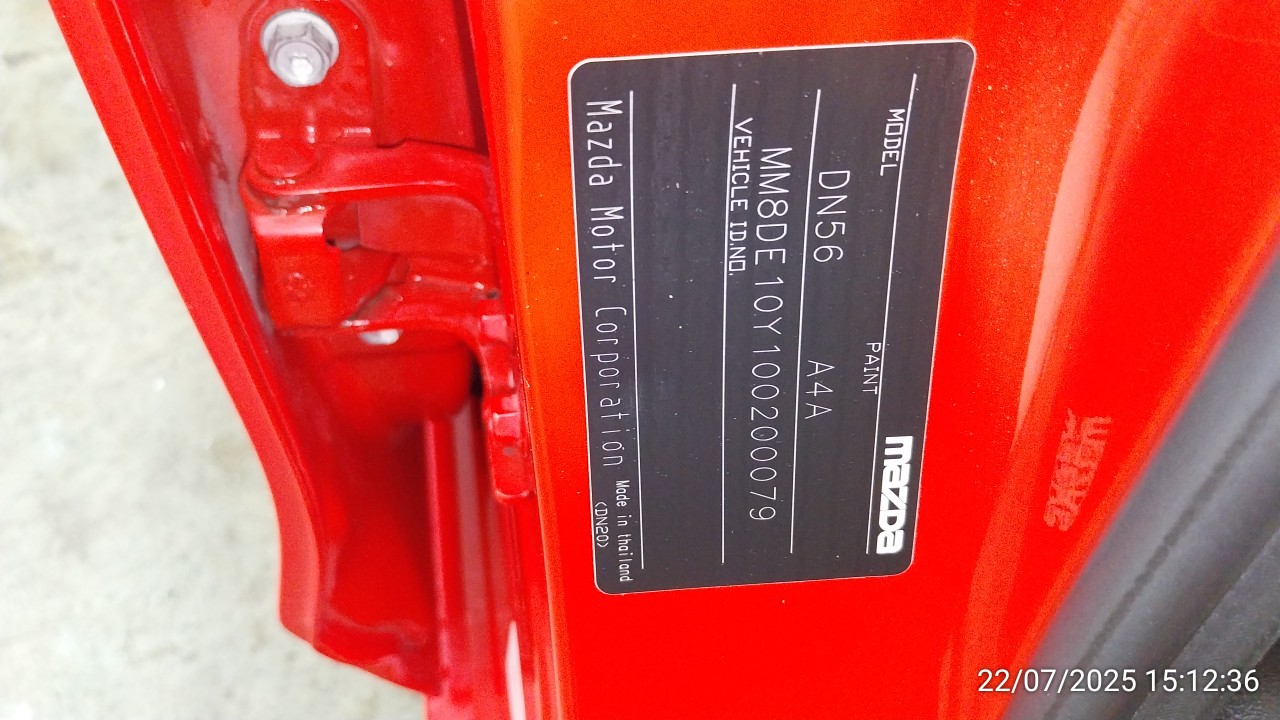 mazda
MODEL PAINT
DN56 A4A
MM8DE10Y100200079
VEHICLE ID.NO.
Mazda Motor Corporation Made in thailand
<DN20>
22/07/2025 15:12:36